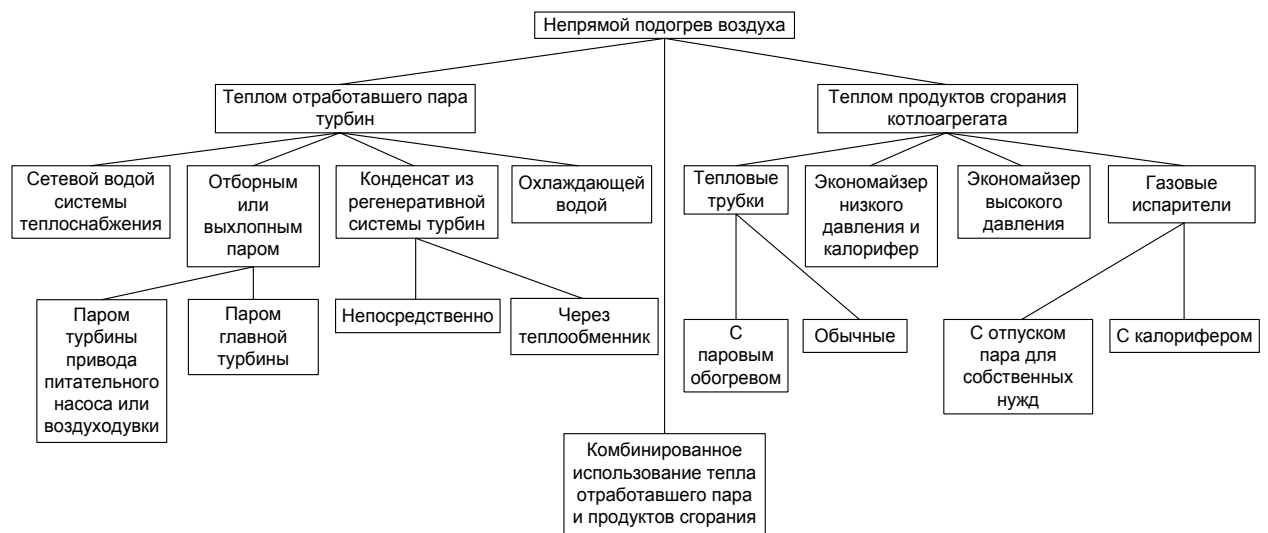 Непрямой подогрев воздуха
Теплом отработавшего пара
турбин
Теплом продуктов сгорания
котлоагрегата
Сетевой водой
системы
теплоснабжения
Отборным
или
выхлопным
паром
Конденсат из
регенеративной
системы турбин
Охлаждающей
водой
Тепловые
трубки
Экономайзер
низкого
давления и
калорифер
Экономайзер
высокого
давления
Газовые
испарители
Паром
турбины
привода
питательного
насоса или
воздуходувки
Паром
главной
турбины
Непосредственно
Через
теплообменник
С
паровым
обогревом
Обычные
С отпуском
пара для
собственных
нужд
С калорифером
Комбинированное
использование тепла
отработавшего пара
и продуктов сгорания